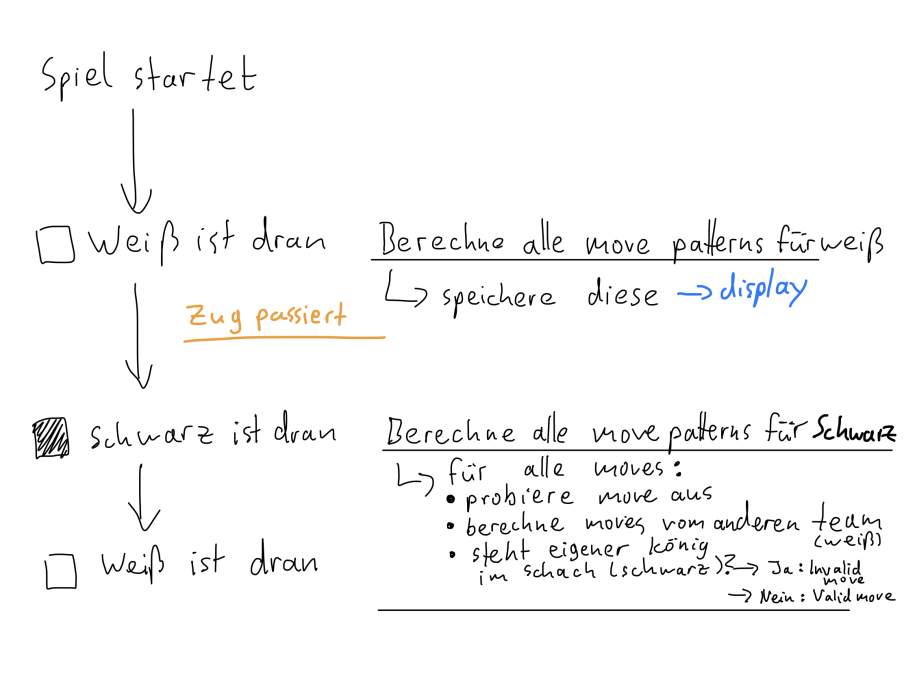 Spiel startet
Weiß ist dran
Berechne alle move patterns für weiß
speichere diese → display
Zug passiert
schwarz ist dran
Berechne alle move patterns für Schwarz
für alle moves:
• probiere move aus
• berechne moves vom anderen team
(weiß)
• steht eigener könig
im schach (schwarz)? → Ja: Invalid
move
→ Nein: Valid move
Weiß ist dran